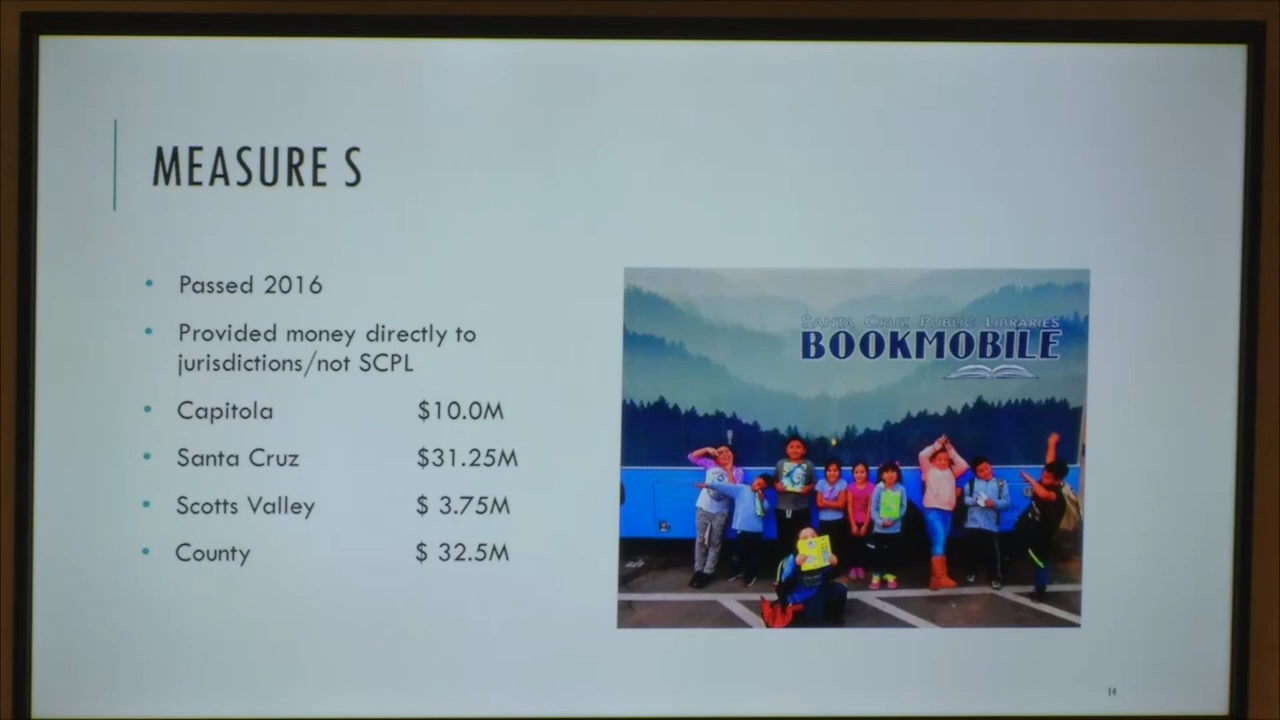 MEASURE S
• Passed 2016
• Provided money directly to
jurisdictions/not SCPL
• Capitola $10.0M
• Santa Cruz $31.25M
• Scotts Valley $ 3.75M
• County $ 32.5M
SANTA CRUZ PUBLIC LIBRARIES
BOOKMOBILE
14